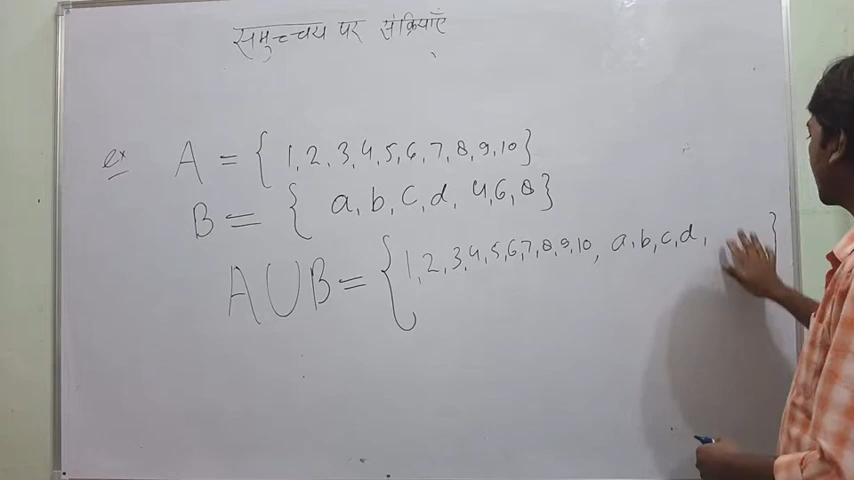 समुच्चय पर संक्रियाएँ
ex A = { 1, 2, 3, 4, 5, 6, 7, 8, 9, 10 }
B = { a, b, c, d, 4, 6, 8 }
A ∪ B = { 1, 2, 3, 4, 5, 6, 7, 8, 9, 10, a, b, c, d, }